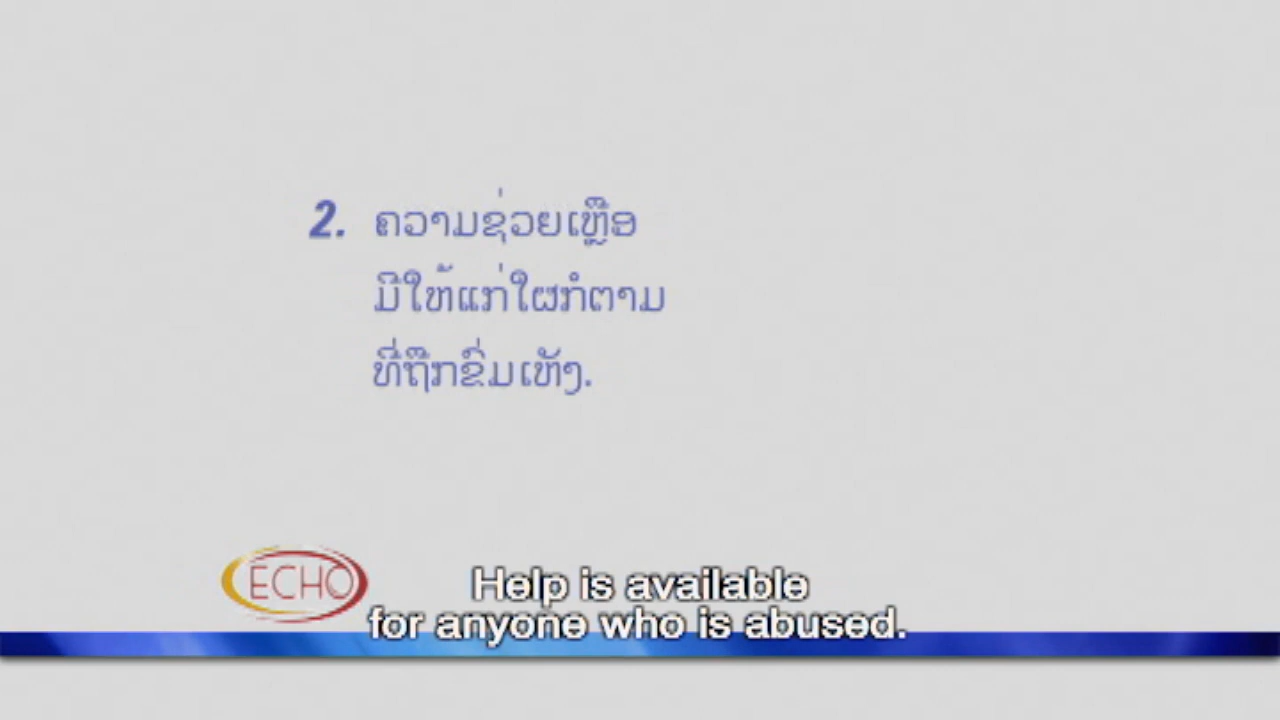 2. ຄວາມຊ່ວຍເຫຼືອ
ມີໃຫ້ແກ່ໃຜກໍຕາມ
ທີ່ຖືກຂົ່ມເຫັງ.
ECHO
Help is available
for anyone who is abused.